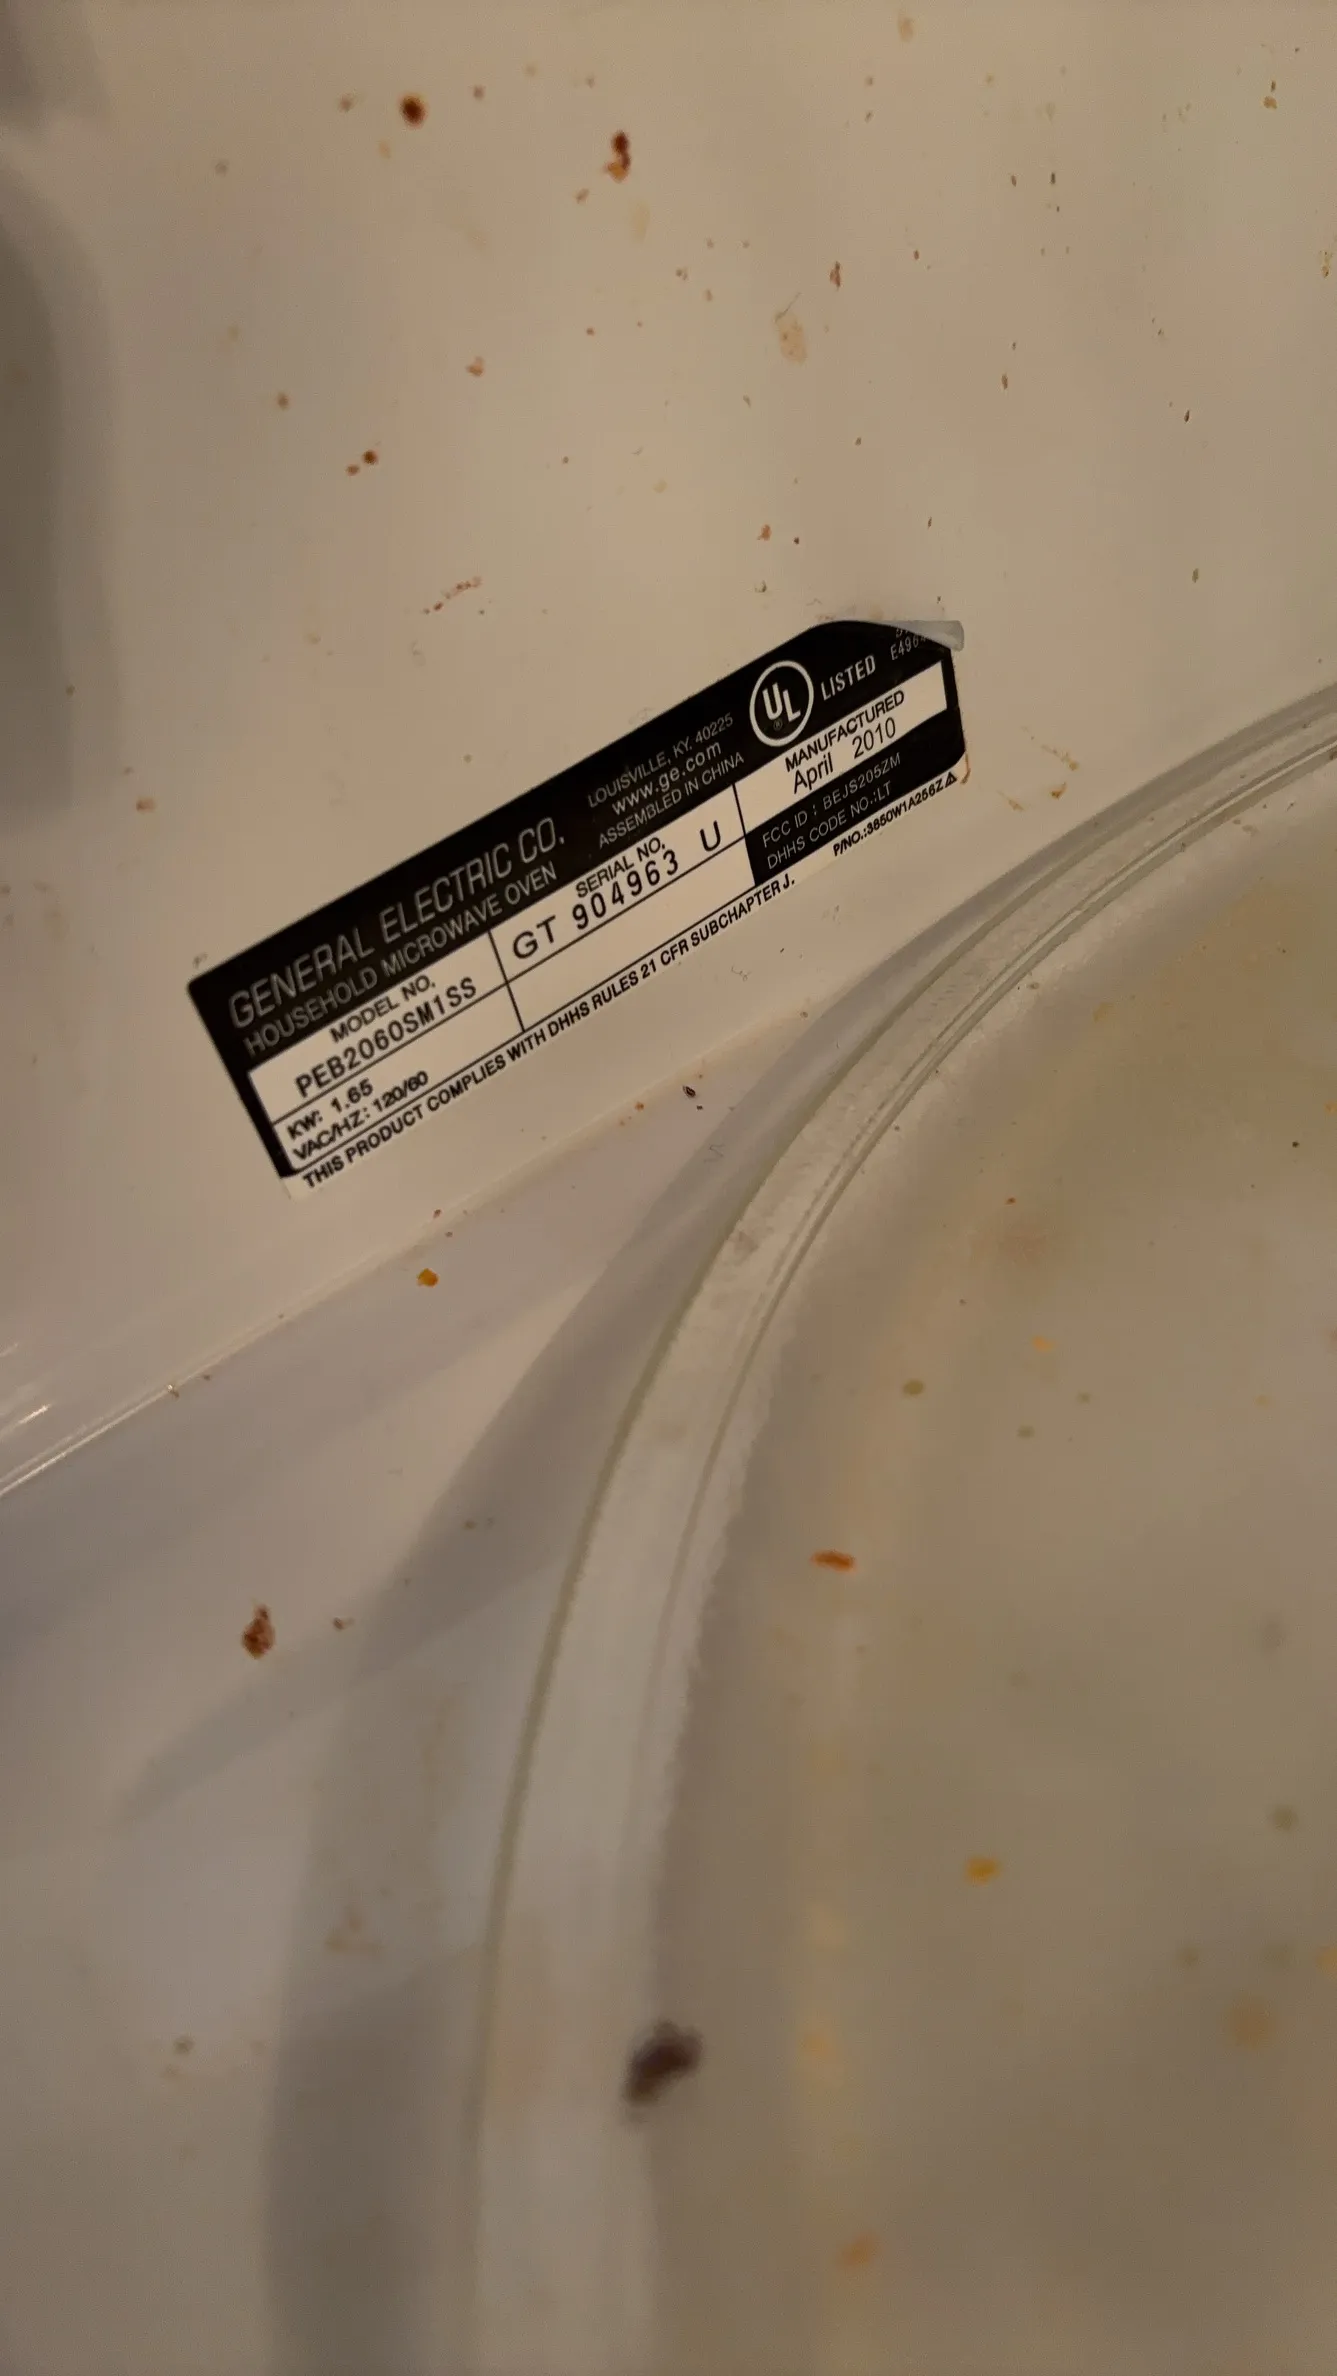 GENERAL ELECTRIC CO.
HOUSEHOLD MICROWAVE OVEN
LOUISVILLE, KY. 40225
www.ge.com
ASSEMBLED IN CHINA
UL
®
LISTED
MODEL NO.
PEB2060SM1SS
SERIAL NO.
GT 904963 U
MANUFACTURED
April 2010
KW: 1.65
VAC/HZ: 120/60
FCC ID : BEJS205ZM
DHHS CODE NO.:LT
THIS PRODUCT COMPLIES WITH DHHS RULES 21 CFR SUBCHAPTER J.
P/NO.:3850W1A256Z